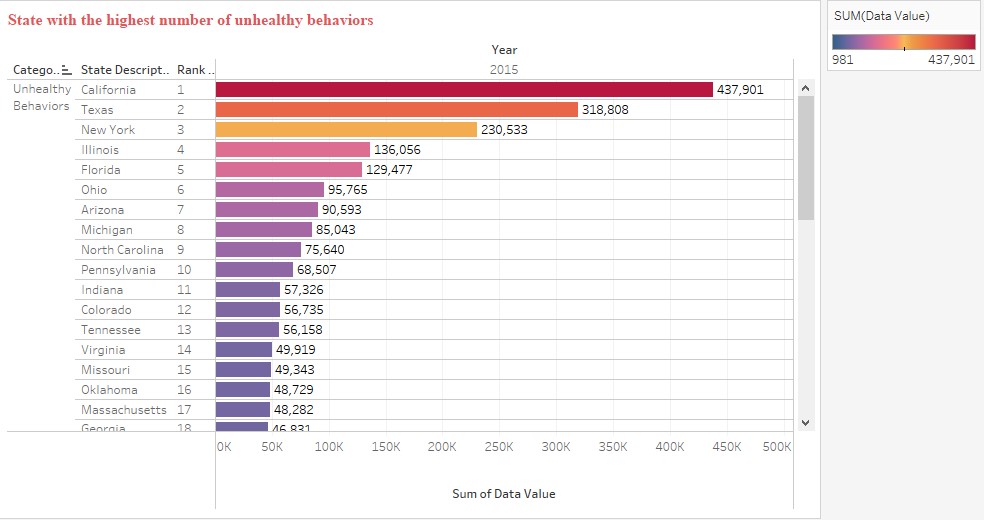 State with the highest number of unhealthy behaviors
SUM(Data Value)
981 437,901
Year
Catego.. State Descript.. Rank .. 2015
Unhealthy Behaviors California 1 437,901
Texas 2 318,808
New York 3 230,533
Illinois 4 136,056
Florida 5 129,477
Ohio 6 95,765
Arizona 7 90,593
Michigan 8 85,043
North Carolina 9 75,640
Pennsylvania 10 68,507
Indiana 11 57,326
Colorado 12 56,735
Tennessee 13 56,158
Virginia 14 49,919
Missouri 15 49,343
Oklahoma 16 48,729
Massachusetts 17 48,282
Georgia 18 46,831
0K 50K 100K 150K 200K 250K 300K 350K 400K 450K 500K
Sum of Data Value